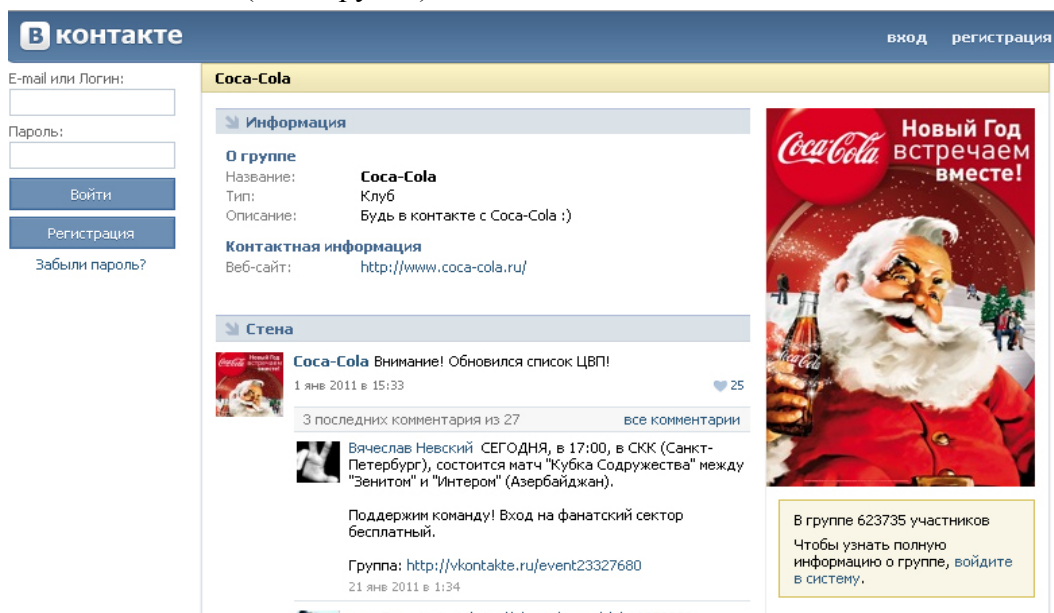 В контакте
вход регистрация
E-mail или Логин:
Пароль:
Войти
Регистрация
Забыли пароль?
Coca-Cola
Информация
О группе
Название: Coca-Cola
Тип: Клуб
Описание: Будь в контакте с Coca-Cola :)
Контактная информация
Веб-сайт: http://www.coca-cola.ru/
Стена
Coca-Cola Внимание! Обновился список ЦВП!
1 янв 2011 в 15:33 25
3 последних комментария из 27 все комментарии
Вячеслав Невский СЕГОДНЯ, в 17:00, в СКК (Санкт-
Петербург), состоится матч "Кубка Содружества" между
"Зенитом" и "Интером" (Азербайджан).
Поддержим команду! Вход на фанатский сектор
бесплатный.
Группа: http://vkontakte.ru/event23327680
21 янв 2011 в 1:34
Coca-Cola
Новый Год
встречаем
вместе!
Coca-Cola
В группе 623735 участников
Чтобы узнать полную
информацию о группе, войдите
в систему.